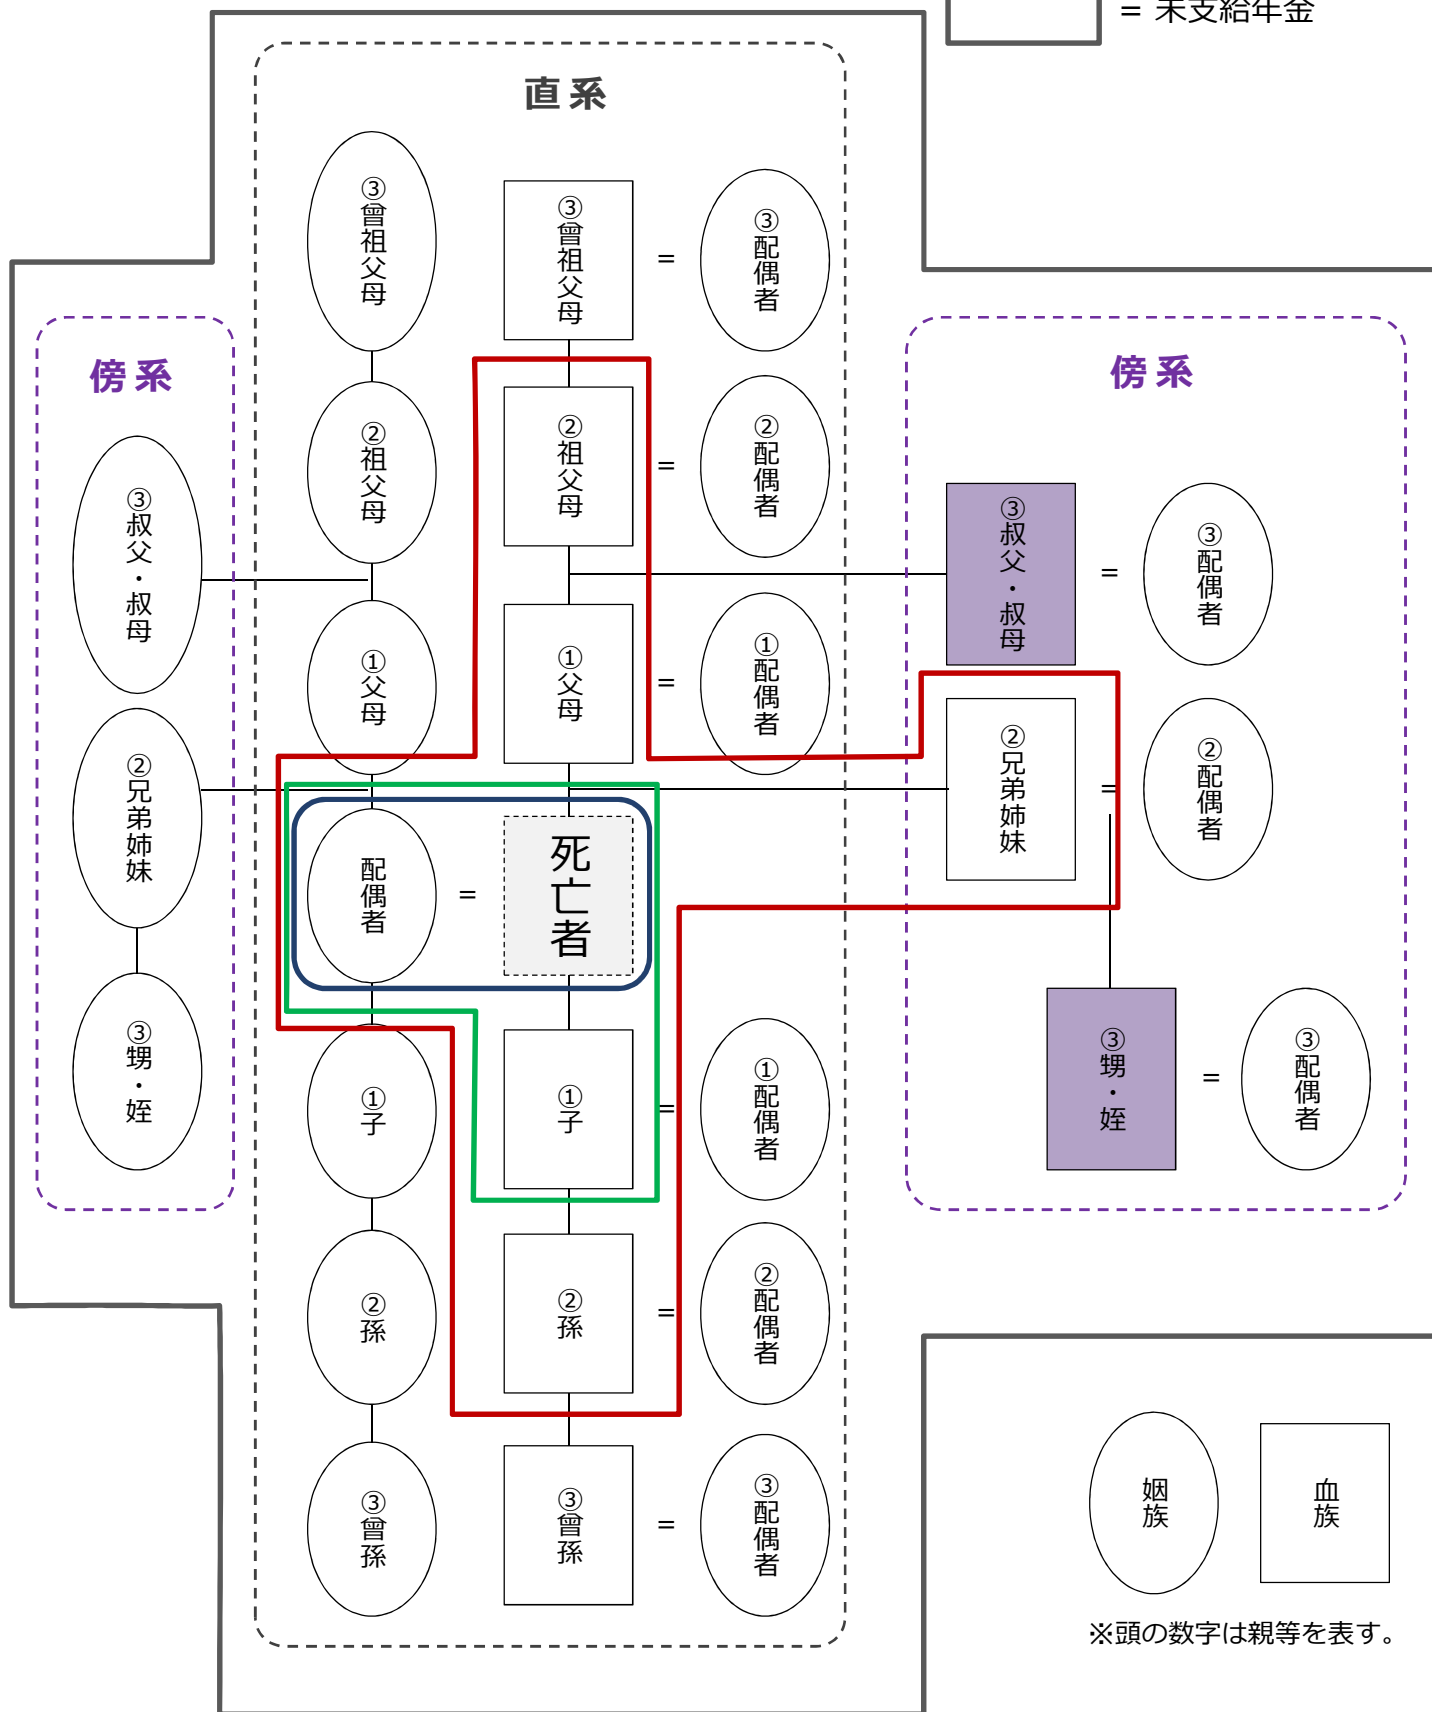 = 未支給年金
直系
③曾祖父母
③曾祖父母
=
③配偶者
傍系
傍系
②祖父母
②祖父母
=
②配偶者
③叔父・叔母
③叔父・叔母
=
③配偶者
①父母
①父母
=
①配偶者
②兄弟姉妹
②兄弟姉妹
=
②配偶者
配偶者
=
死亡者
③甥・姪
①子
①子
=
①配偶者
③甥・姪
=
③配偶者
②孫
②孫
=
②配偶者
③曾孫
③曾孫
=
③配偶者
姻族
血族
※頭の数字は親等を表す。